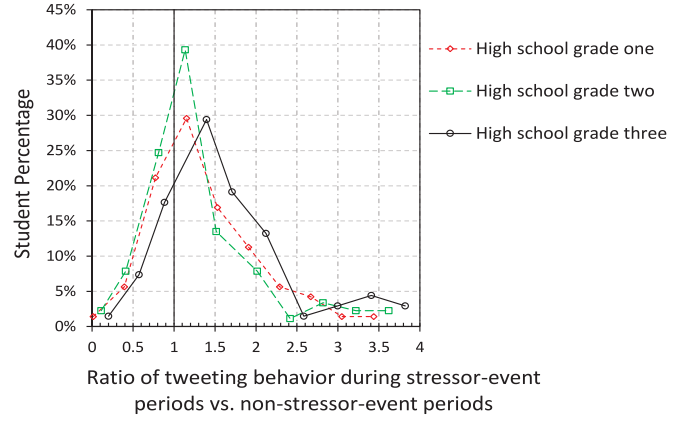 45%
40%
35%
30%
25%
20%
15%
10%
5%
0%
Student Percentage
0 0.5 1 1.5 2 2.5 3 3.5 4
Ratio of tweeting behavior during stressor-event
periods vs. non-stressor-event periods
High school grade one
High school grade two
High school grade three